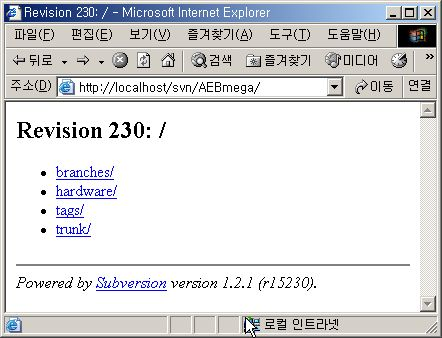 Revision 230: / - Microsoft Internet Explorer
파일(F) 편집(E) 보기(V) 즐겨찾기(A) 도구(T) 도움말(H)
뒤로 검색 즐겨찾기 미디어 »
주소(D) http://localhost/svn/AEBmega/ 이동 연결
Revision 230: /
branches/
hardware/
tags/
trunk/
Powered by Subversion version 1.2.1 (r15230).
로컬 인트라넷